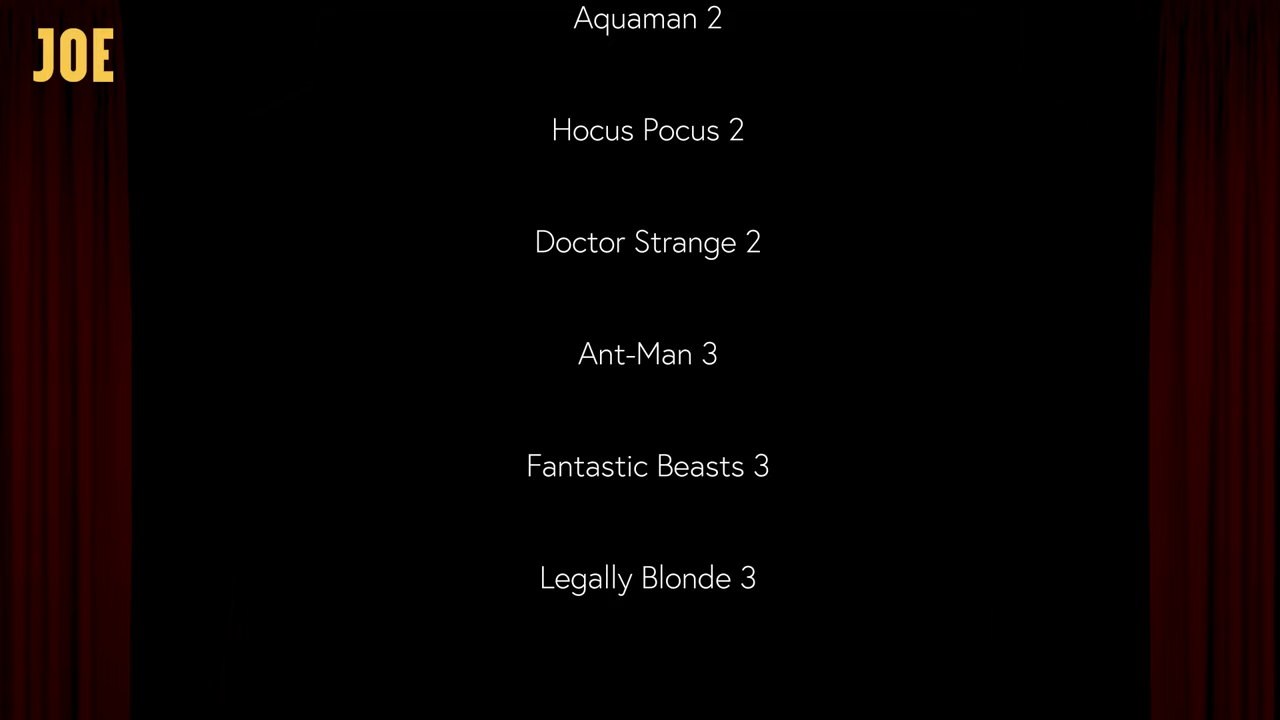 JOE
Aquaman 2
Hocus Pocus 2
Doctor Strange 2
Ant-Man 3
Fantastic Beasts 3
Legally Blonde 3